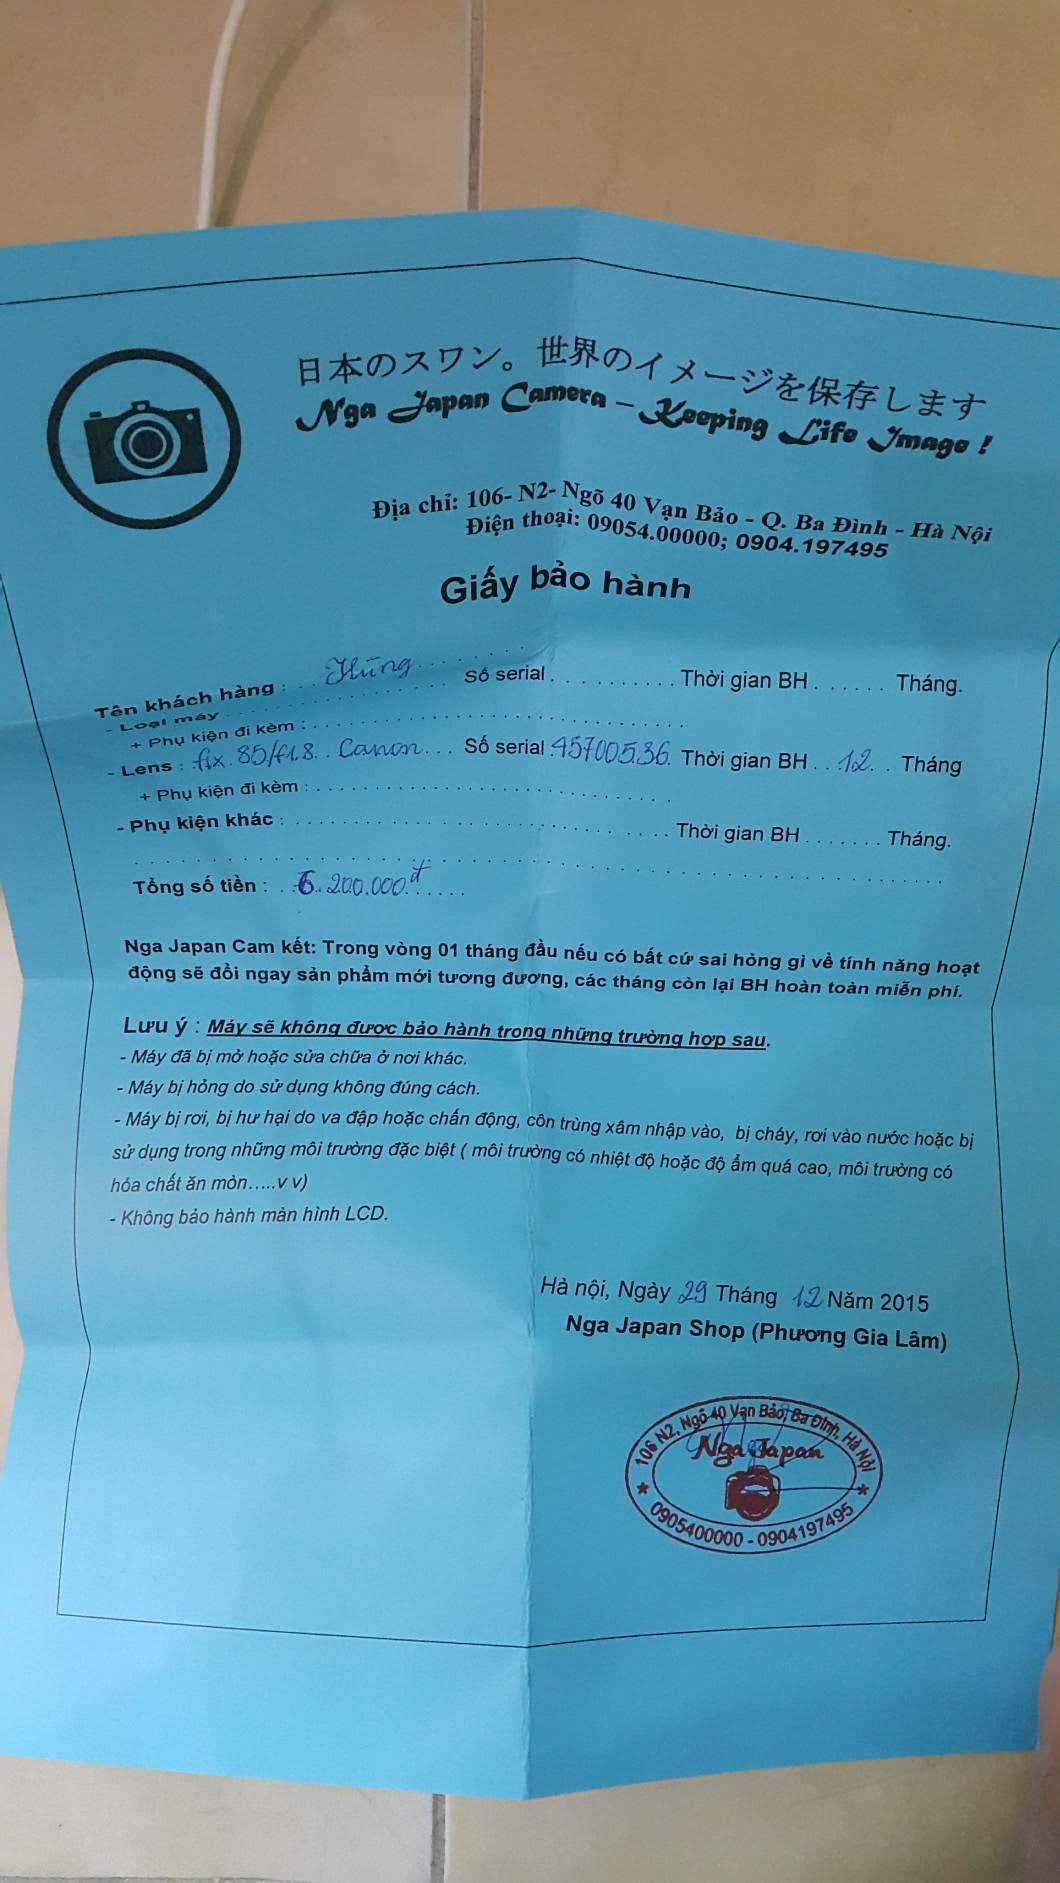 日本のスワン。世界のイメージを保存します
Nga Japan Camera - Keeping Life Image !
Địa chỉ: 106- N2- Ngõ 40 Vạn Bảo - Q. Ba Đình - Hà Nội
Điện thoại: 09054.00000; 0904.197495
Giấy bảo hành
Tên khách hàng : Hùng
- Loại máy Số serial . . . . . . . . . . . Thời gian BH . . . . . . Tháng.
+ Phụ kiện đi kèm :
- Lens : fix 85/f1.8 Canon Số serial 45700536 Thời gian BH 12 Tháng
+ Phụ kiện đi kèm :
- Phụ kiện khác : Thời gian BH . . . . . . . Tháng.
Tổng số tiền : 6.200.000đ
Nga Japan Cam kết: Trong vòng 01 tháng đầu nếu có bất cứ sai hỏng gì về tính năng hoạt
động sẽ đổi ngay sản phẩm mới tương đương, các tháng còn lại BH hoàn toàn miễn phí.
Lưu ý : Máy sẽ không được bảo hành trong những trường hợp sau.
- Máy đã bị mở hoặc sửa chữa ở nơi khác.
- Máy bị hỏng do sử dụng không đúng cách.
- Máy bị rơi, bị hư hại do va đập hoặc chấn động, côn trùng xâm nhập vào, bị cháy, rơi vào nước hoặc bị
sử dụng trong những môi trường đặc biệt ( môi trường có nhiệt độ hoặc độ ẩm quá cao, môi trường có
hóa chất ăn mòn.....v v)
- Không bảo hành màn hình LCD.
Hà nội, Ngày 29 Tháng 12 Năm 2015
Nga Japan Shop (Phương Gia Lâm)
106 N2, Ngõ 40 Vạn Bảo, Ba Đình, Hà Nội
Nga Japan
0905400000 - 0904197495